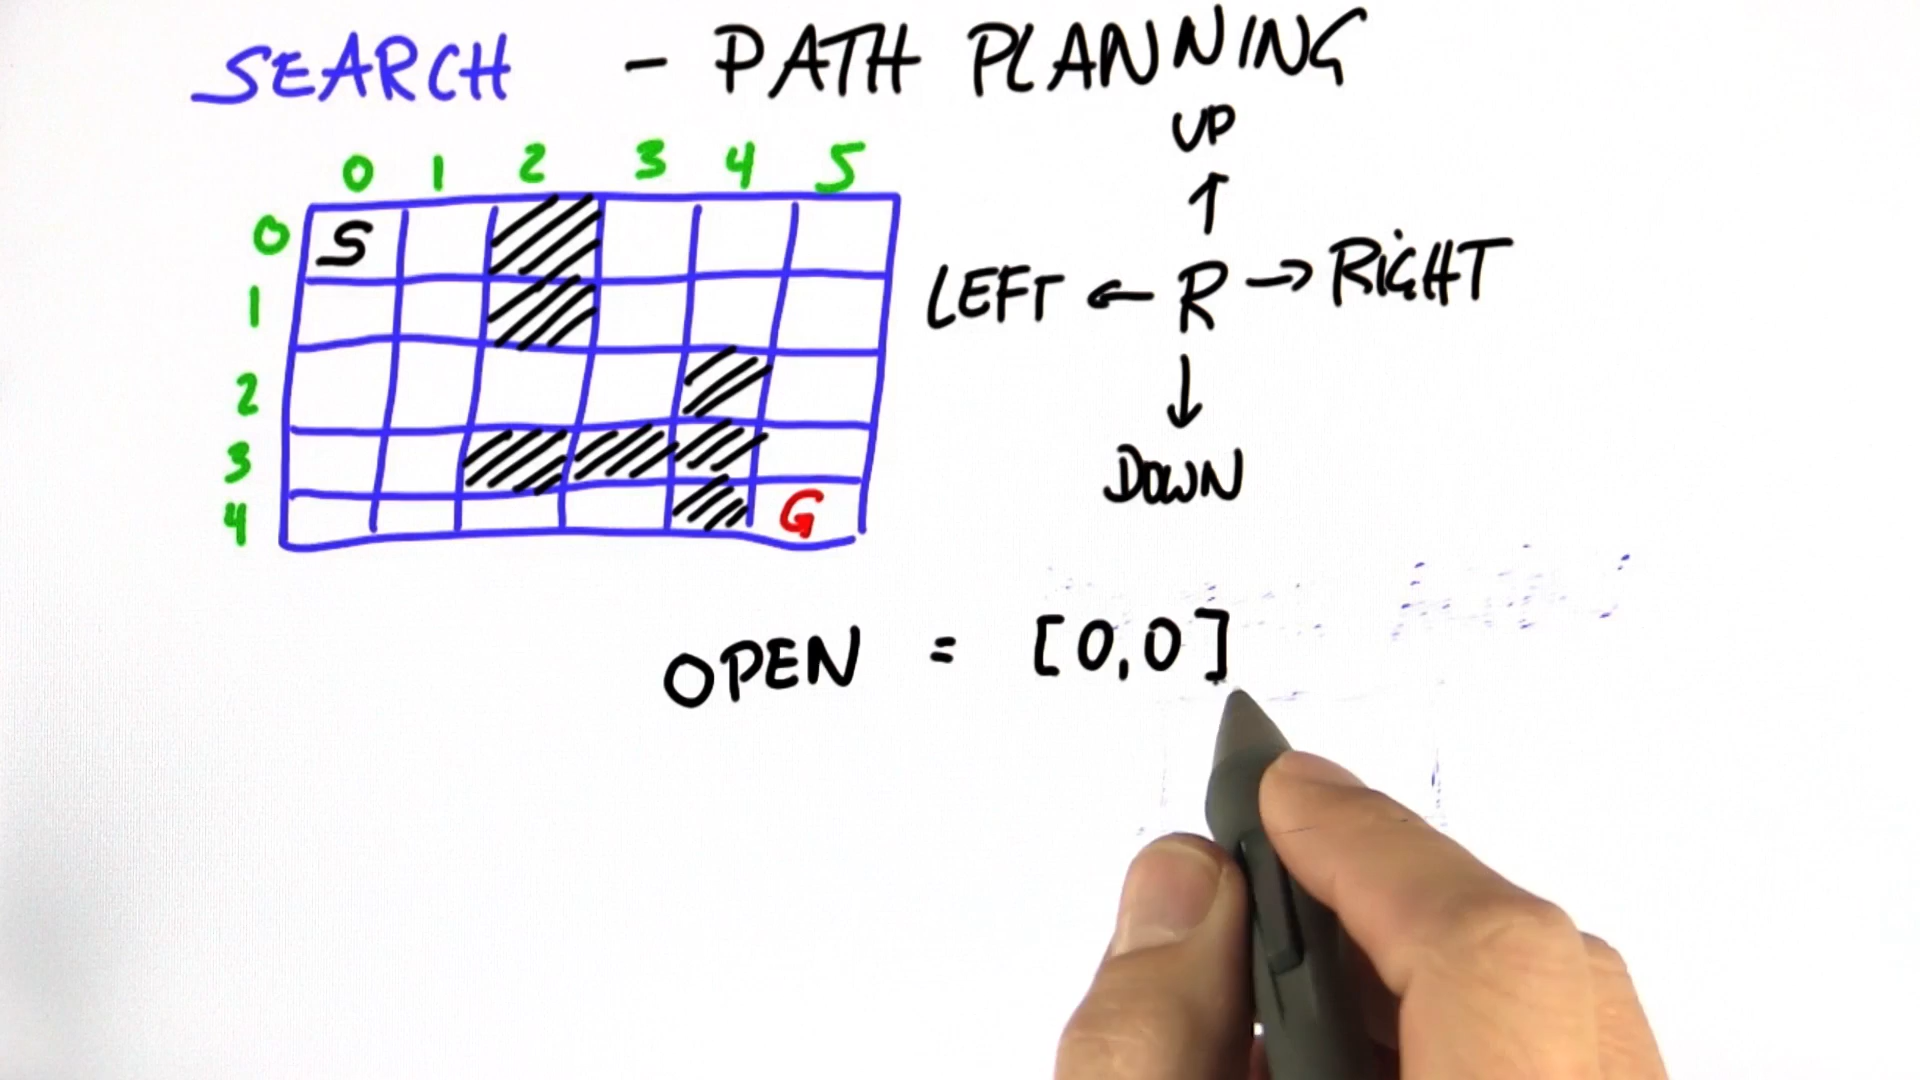 SEARCH - PATH PLANNING
UP
0 1 2 3 4 5
0 S
LEFT ← R → RiGHT
1
2
3
DOWN
4 G
OPEN = [0,0]